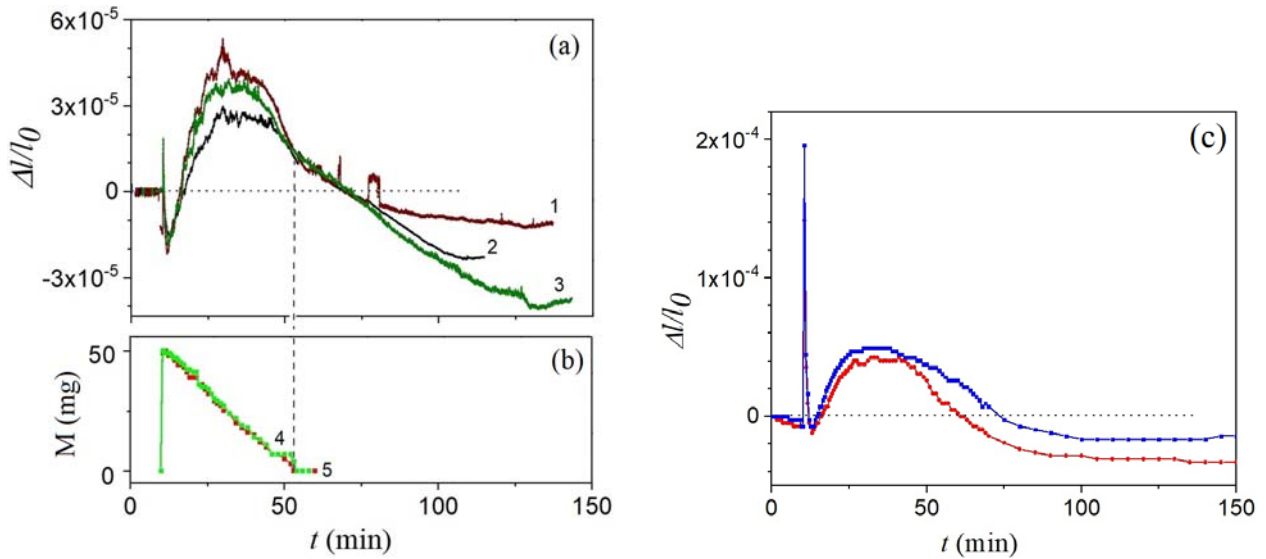 6x10⁻⁵
(a)
3x10⁻⁵
0
-3x10⁻⁵
Δl/l₀
1
2
3
50
(b)
M (mg)
4
0
5
0 50 100 150
t (min)
(c)
2x10⁻⁴
1x10⁻⁴
0
Δl/l₀
0 50 100 150
t (min)